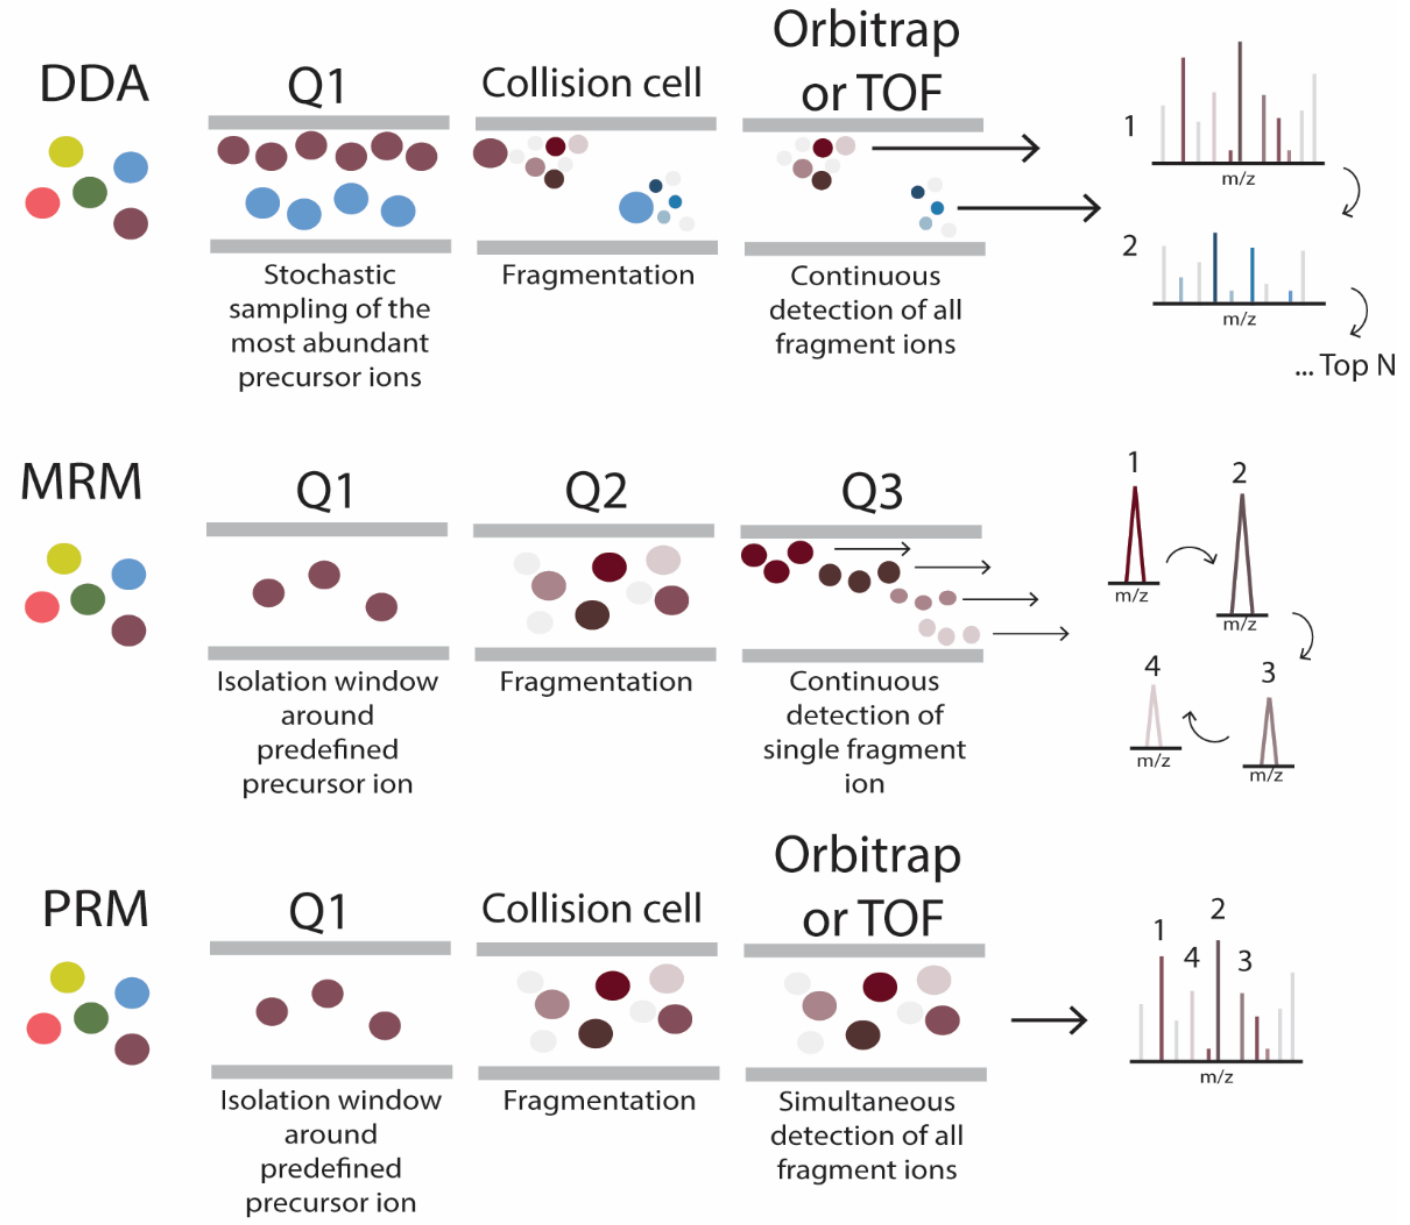 DDA
Q1
Collision cell
Orbitrap
or TOF
Stochastic
sampling of the
most abundant
precursor ions
Fragmentation
Continuous
detection of all
fragment ions
1
m/z
2
m/z
... Top N
MRM
Q1
Q2
Q3
Isolation window
around
predefined
precursor ion
Fragmentation
Continuous
detection of
single fragment
ion
1
m/z
2
m/z
4
m/z
3
m/z
PRM
Q1
Collision cell
Orbitrap
or TOF
Isolation window
around
predefined
precursor ion
Fragmentation
Simultaneous
detection of all
fragment ions
1
4
2
3
m/z